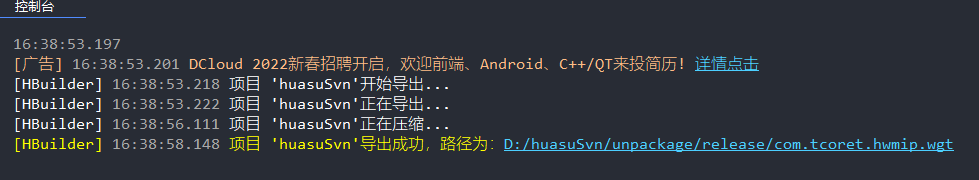 控制台
16:38:53.197
[广告] 16:38:53.201 DCloud 2022新春招聘开启，欢迎前端、Android、C++/QT来投简历！详情点击
[HBuilder] 16:38:53.218 项目 'huasuSvn'开始导出...
[HBuilder] 16:38:53.222 项目 'huasuSvn'正在导出...
[HBuilder] 16:38:56.111 项目 'huasuSvn'正在压缩...
[HBuilder] 16:38:58.148 项目 'huasuSvn'导出成功，路径为：D:/huasuSvn/unpackage/release/com.tcoret.hwmip.wgt